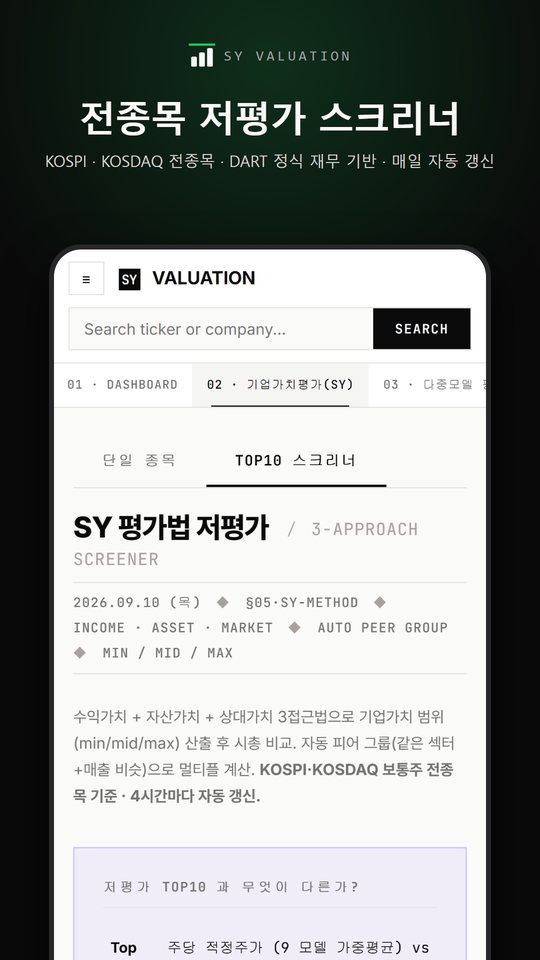 SY VALUATION
전종목 저평가 스크리너
KOSPI · KOSDAQ 전종목 · DART 정식 재무 기반 · 매일 자동 갱신
≡ SY VALUATION
Search ticker or company... SEARCH
01 · DASHBOARD 02 · 기업가치평가(SY) 03 · 다중모델
단일 종목 TOP10 스크리너
SY 평가법 저평가 / 3-APPROACH
SCREENER
2026.09.10 (목) ◆ §05·SY-METHOD ◆
INCOME · ASSET · MARKET ◆ AUTO PEER GROUP
◆ MIN / MID / MAX
수익가치 + 자산가치 + 상대가치 3접근법으로 기업가치 범위
(min/mid/max) 산출 후 시총 비교. 자동 피어 그룹(같은 섹터
+매출 비슷)으로 멀티플 계산. KOSPI·KOSDAQ 보통주 전종
목 기준 · 4시간마다 자동 갱신.
저평가 TOP10 과 무엇이 다른가?
Top 주당 적정주가 (9 모델 가중평균) vs